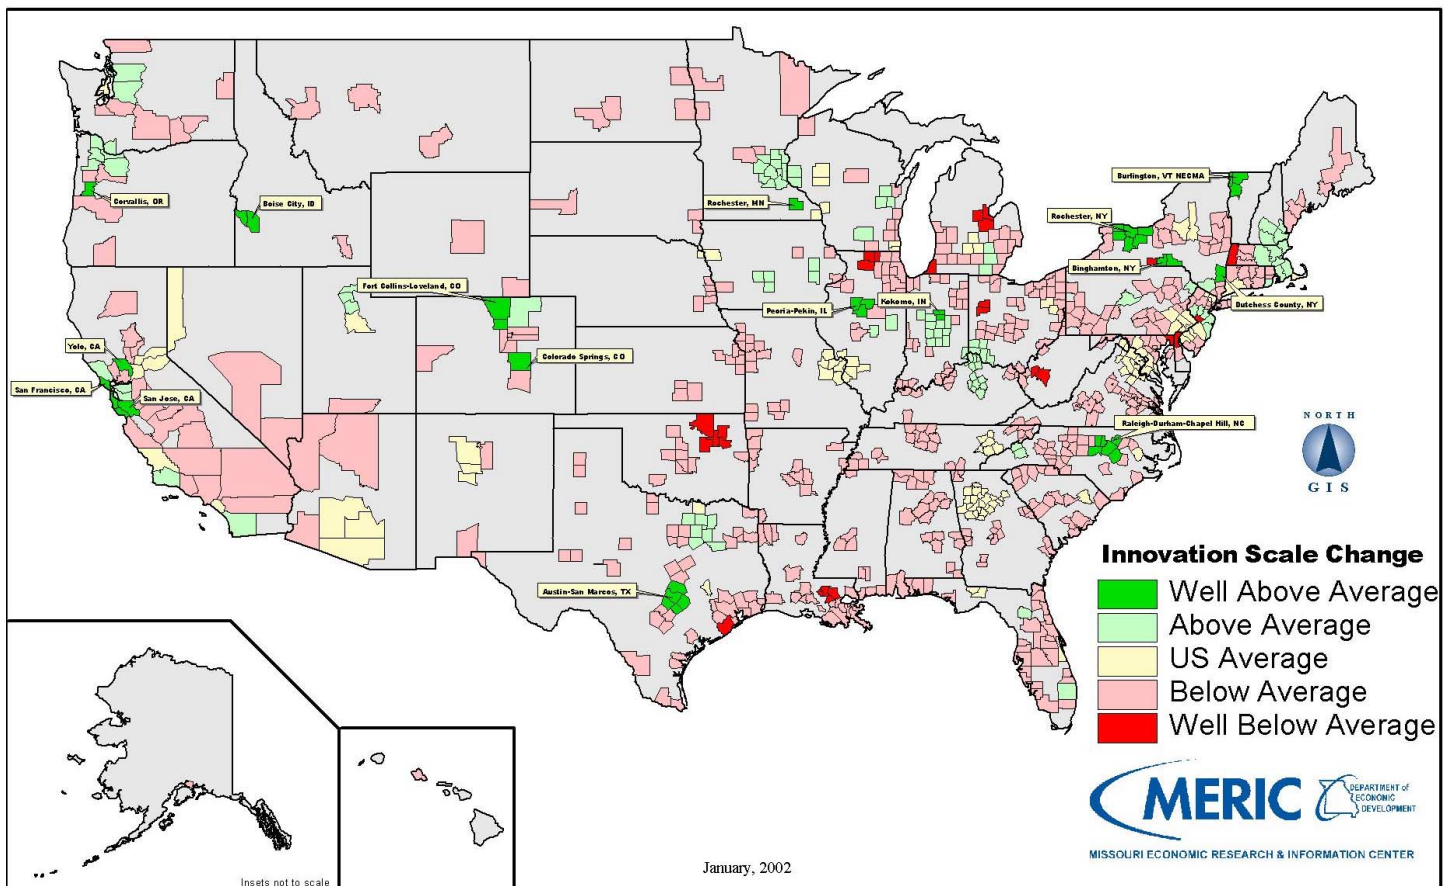 Burlington, VT NECMA
Corvallis, OR
Boise City, ID
Rochester, MN
Rochester, NY
Binghamton, NY
Fort Collins-Loveland, CO
Peoria-Pekin, IL
Kokomo, IN
Dutchess County, NY
Yolo, CA
Colorado Springs, CO
San Francisco, CA
San Jose, CA
Raleigh-Durham-Chapel Hill, NC
NORTH
GIS
Austin-San Marcos, TX
Innovation Scale Change
Well Above Average
Above Average
US Average
Below Average
Well Below Average
MERIC
DEPARTMENT of
ECONOMIC
DEVELOPMENT
MISSOURI ECONOMIC RESEARCH & INFORMATION CENTER
January, 2002
Insets not to scale